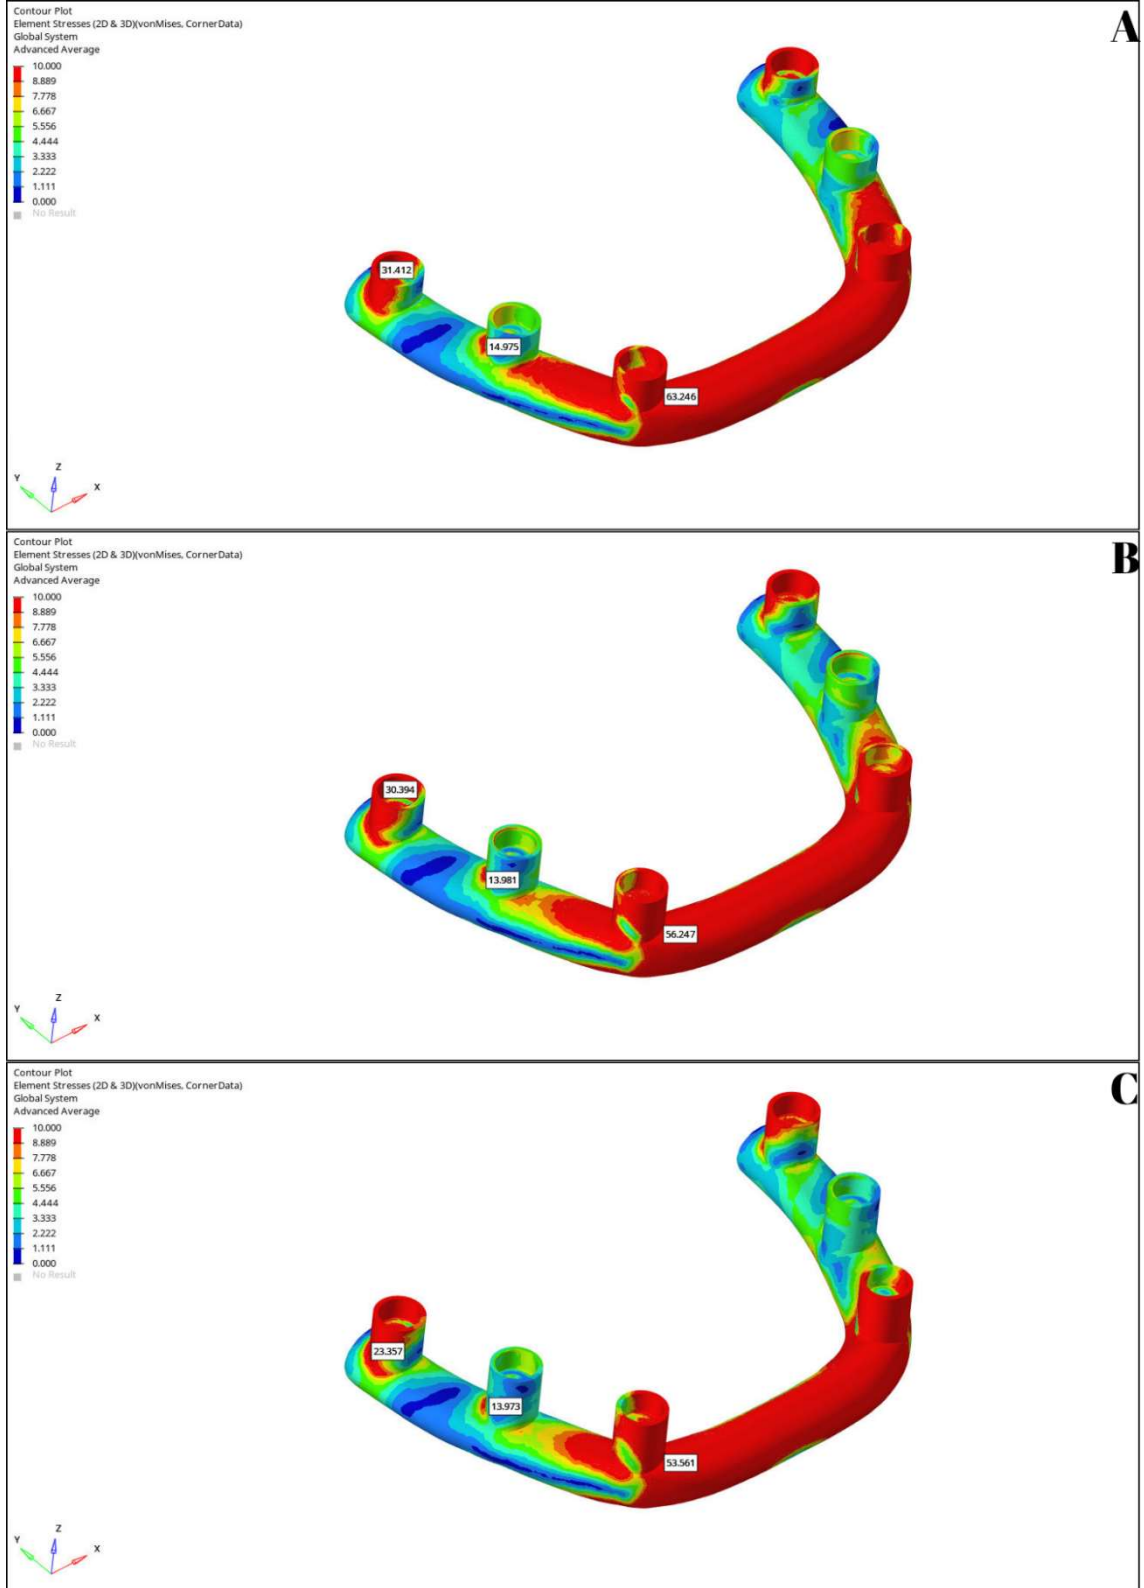 A
Contour Plot
Element Stresses (2D & 3D)(vonMises, CornerData)
Global System
Advanced Average
10.000
8.889
7.778
6.667
5.556
4.444
3.333
2.222
1.111
0.000
No Result
31.412
14.975
63.246
Z
Y
X
B
Contour Plot
Element Stresses (2D & 3D)(vonMises, CornerData)
Global System
Advanced Average
10.000
8.889
7.778
6.667
5.556
4.444
3.333
2.222
1.111
0.000
No Result
30.394
13.981
56.247
Z
Y
X
C
Contour Plot
Element Stresses (2D & 3D)(vonMises, CornerData)
Global System
Advanced Average
10.000
8.889
7.778
6.667
5.556
4.444
3.333
2.222
1.111
0.000
No Result
23.357
13.973
53.561
Z
Y
X